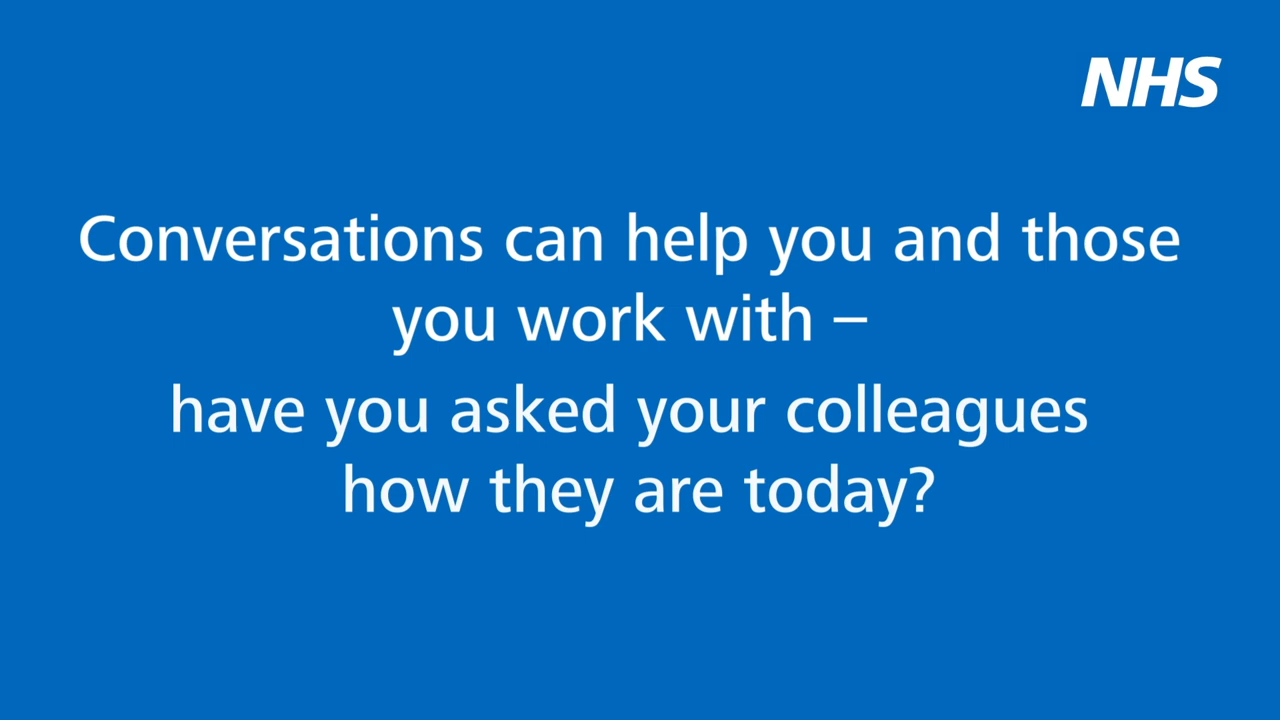 NHS
Conversations can help you and those
you work with –
have you asked your colleagues
how they are today?